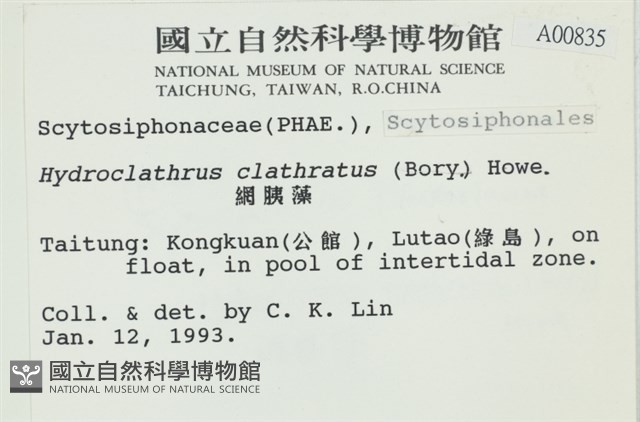 國立自然科學博物館
A00835
NATIONAL MUSEUM OF NATURAL SCIENCE
TAICHUNG, TAIWAN, R.O.CHINA
Scytosiphonaceae(PHAE.), Scytosiphonales
Hydroclathrus clathratus (Bory.) Howe.
網胰藻
Taitung: Kongkuan(公館), Lutao(綠島), on
float, in pool of intertidal zone.
Coll. & det. by C. K. Lin
Jan. 12, 1993.
國立自然科學博物館
NATIONAL MUSEUM OF NATURAL SCIENCE